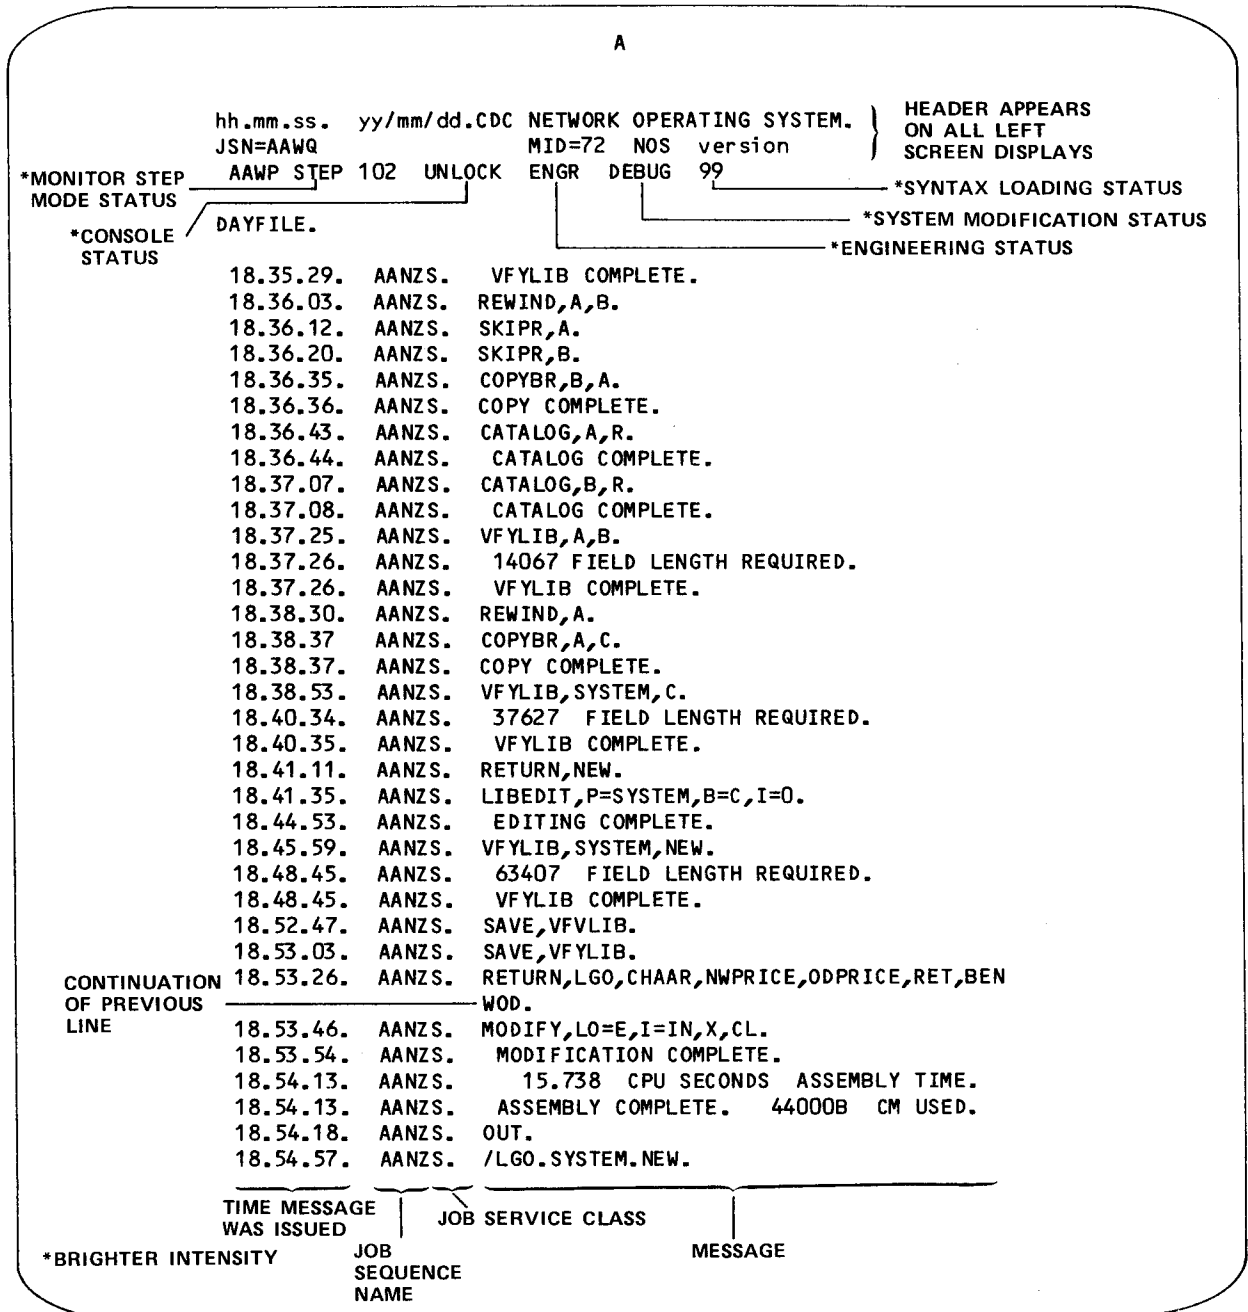 A
hh.mm.ss. yy/mm/dd.CDC NETWORK OPERATING SYSTEM.
HEADER APPEARS
ON ALL LEFT
SCREEN DISPLAYS
JSN=AAWQ MID=72 NOS version
AAWP STEP 102 UNLOCK ENGR DEBUG 99
*MONITOR STEP
MODE STATUS
*SYNTAX LOADING STATUS
*SYSTEM MODIFICATION STATUS
*CONSOLE
STATUS
DAYFILE.
*ENGINEERING STATUS
18.35.29. AANZS. VFYLIB COMPLETE.
18.36.03. AANZS. REWIND,A,B.
18.36.12. AANZS. SKIPR,A.
18.36.20. AANZS. SKIPR,B.
18.36.35. AANZS. COPYBR,B,A.
18.36.36. AANZS. COPY COMPLETE.
18.36.43. AANZS. CATALOG,A,R.
18.36.44. AANZS. CATALOG COMPLETE.
18.37.07. AANZS. CATALOG,B,R.
18.37.08. AANZS. CATALOG COMPLETE.
18.37.25. AANZS. VFYLIB,A,B.
18.37.26. AANZS. 14067 FIELD LENGTH REQUIRED.
18.37.26. AANZS. VFYLIB COMPLETE.
18.38.30. AANZS. REWIND,A.
18.38.37 AANZS. COPYBR,A,C.
18.38.37. AANZS. COPY COMPLETE.
18.38.53. AANZS. VFYLIB,SYSTEM,C.
18.40.34. AANZS. 37627 FIELD LENGTH REQUIRED.
18.40.35. AANZS. VFYLIB COMPLETE.
18.41.11. AANZS. RETURN,NEW.
18.41.35. AANZS. LIBEDIT,P=SYSTEM,B=C,I=0.
18.44.53. AANZS. EDITING COMPLETE.
18.45.59. AANZS. VFYLIB,SYSTEM,NEW.
18.48.45. AANZS. 63407 FIELD LENGTH REQUIRED.
18.48.45. AANZS. VFYLIB COMPLETE.
18.52.47. AANZS. SAVE,VFVLIB.
18.53.03. AANZS. SAVE,VFYLIB.
18.53.26. AANZS. RETURN,LGO,CHAAR,NWPRICE,ODPRICE,RET,BEN
WOD.
CONTINUATION
OF PREVIOUS
LINE
18.53.46. AANZS. MODIFY,LO=E,I=IN,X,CL.
18.53.54. AANZS. MODIFICATION COMPLETE.
18.54.13. AANZS. 15.738 CPU SECONDS ASSEMBLY TIME.
18.54.13. AANZS. ASSEMBLY COMPLETE. 44000B CM USED.
18.54.18. AANZS. OUT.
18.54.57. AANZS. /LGO.SYSTEM.NEW.
TIME MESSAGE
WAS ISSUED
JOB SERVICE CLASS
*BRIGHTER INTENSITY
JOB
SEQUENCE
NAME
MESSAGE